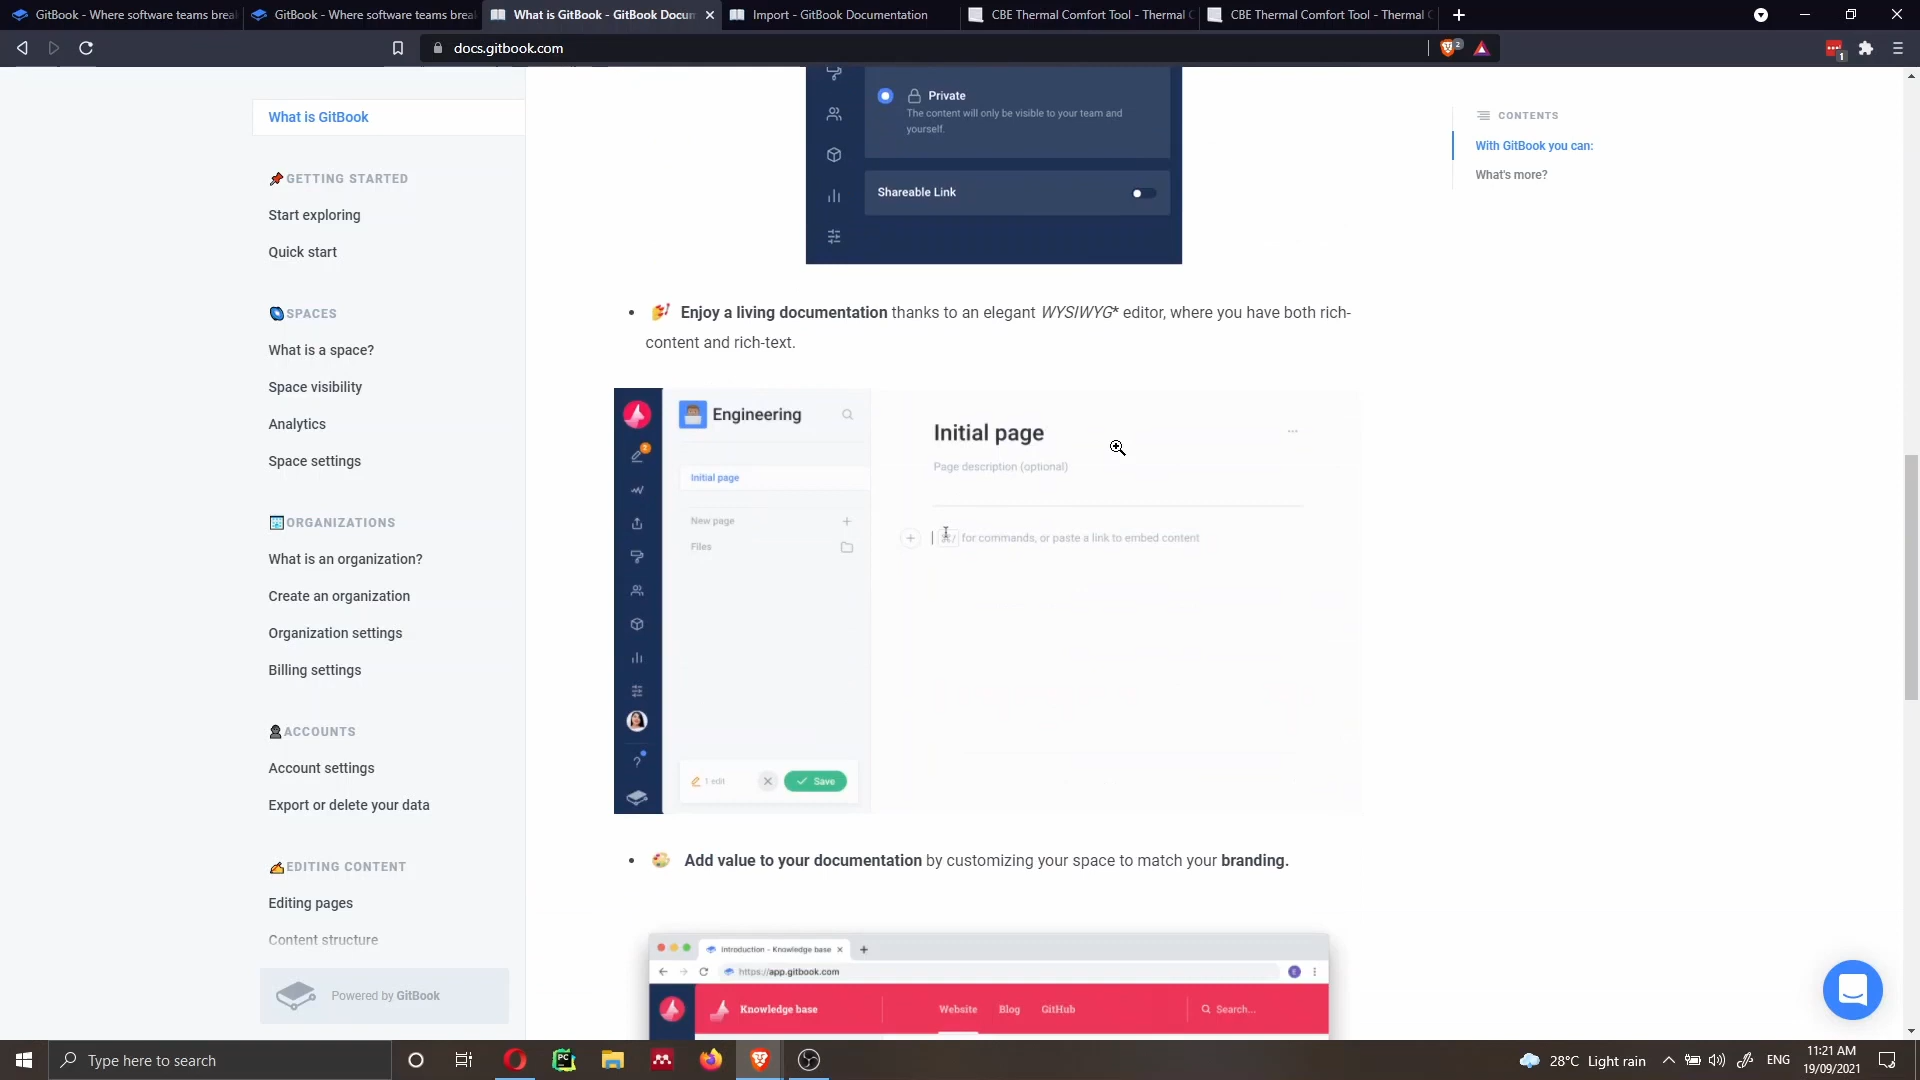 GitBook - Where software teams brea
GitBook - Where software teams brea
What is GitBook - GitBook Docum
Import - GitBook Documentation
CBE Thermal Comfort Tool - Thermal C
CBE Thermal Comfort Tool - Thermal C
docs.gitbook.com
2
1
What is GitBook
GETTING STARTED
Start exploring
Quick start
SPACES
What is a space?
Space visibility
Analytics
Space settings
ORGANIZATIONS
What is an organization?
Create an organization
Organization settings
Billing settings
ACCOUNTS
Account settings
Export or delete your data
EDITING CONTENT
Editing pages
Content structure
Powered by GitBook
Private
The content will only be visible to your team and
yourself.
Shareable Link
Enjoy a living documentation thanks to an elegant WYSIWYG* editor, where you have both rich-
content and rich-text.
Engineering
Initial page
New page
Files
1 edit
Save
Initial page
Page description (optional)
for commands, or paste a link to embed content
Add value to your documentation by customizing your space to match your branding.
Introduction - Knowledge base
https://app.gitbook.com
E
Knowledge base
Website
Blog
GitHub
Search...
CONTENTS
With GitBook you can:
What's more?
Type here to search
28°C Light rain
ENG
11:21 AM
19/09/2021